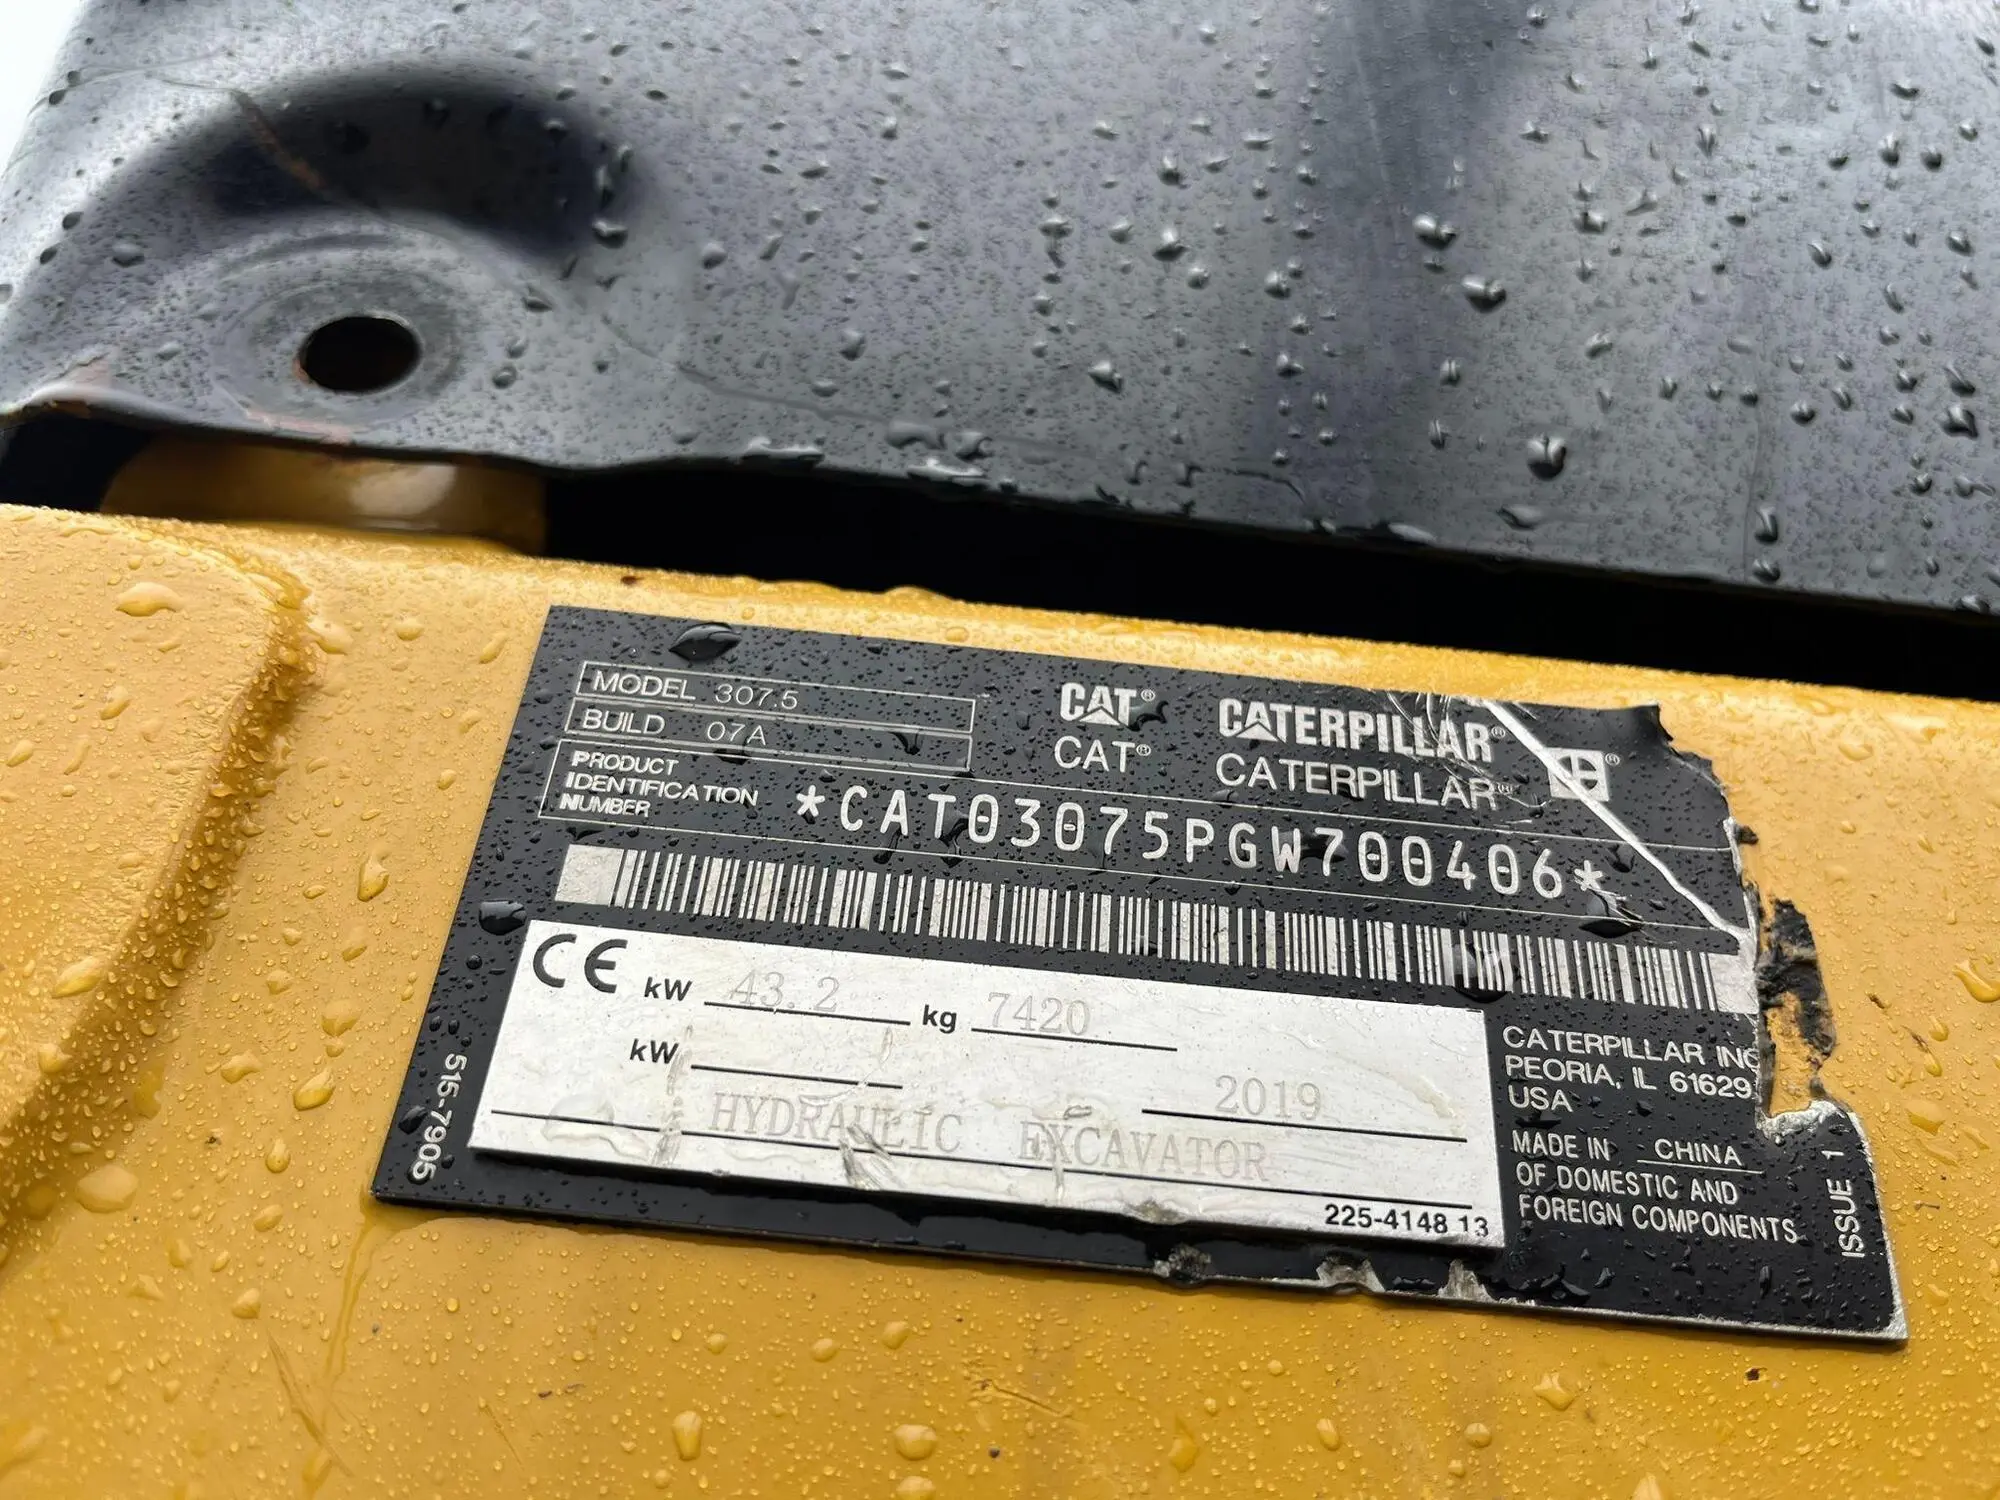 MODEL 307.5
BUILD 07A
PRODUCT
IDENTIFICATION
NUMBER
*CAT03075PGW700406*
CAT® CATERPILLAR® ®
CAT® CATERPILLAR®
CE kW 43.2 kg 7420
kW
2019
HYDRAULIC EXCAVATOR
225-4148 13
515-7905
CATERPILLAR INC
PEORIA, IL 61629
USA
MADE IN CHINA
OF DOMESTIC AND
FOREIGN COMPONENTS
ISSUE 1